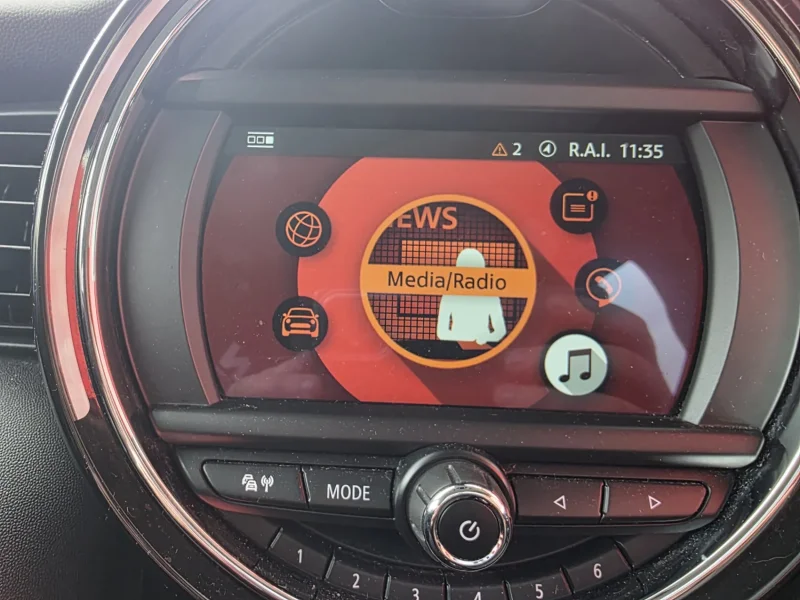 2 R.A.I. 11:35
EWS
Media/Radio
MODE
1 2 3 4 5 6